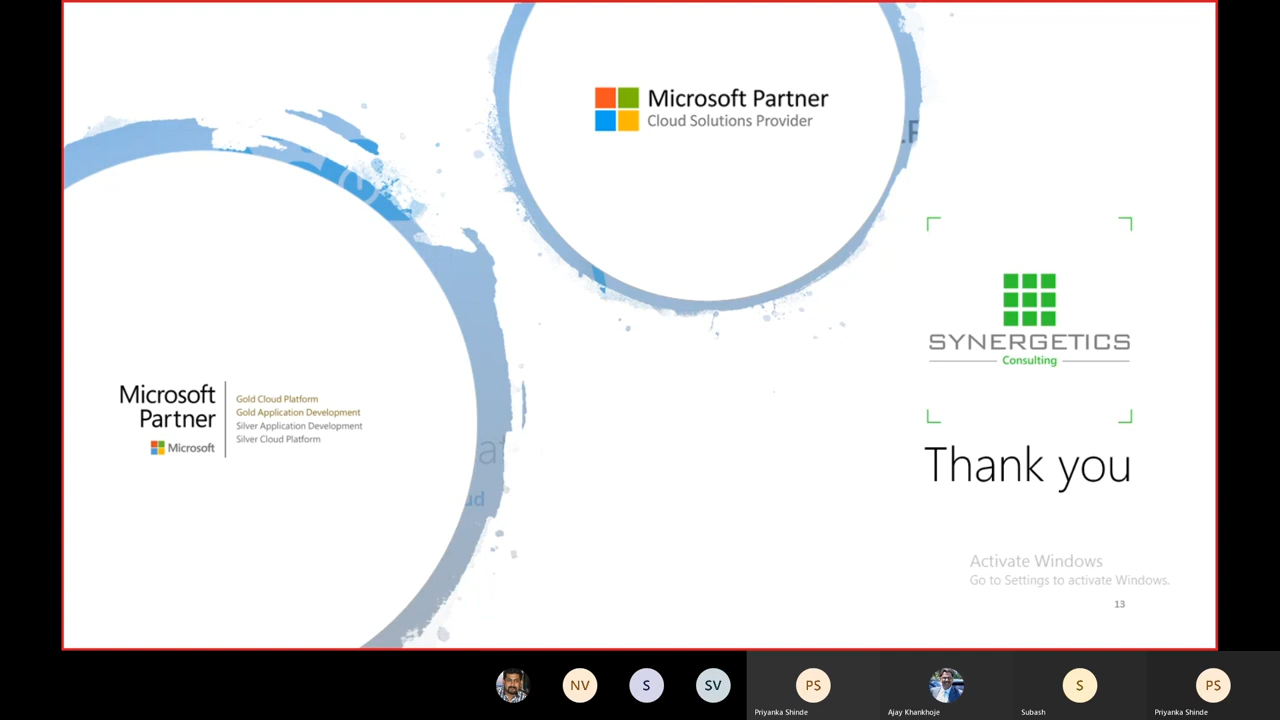 Microsoft Partner
Cloud Solutions Provider
SYNERGETICS
Consulting
Microsoft
Partner
Microsoft
Gold Cloud Platform
Gold Application Development
Silver Application Development
Silver Cloud Platform
Thank you
Activate Windows
Go to Settings to activate Windows.
13
NV
S
SV
PS
Priyanka Shinde
Ajay Khankhoje
S
Subash
PS
Priyanka Shinde